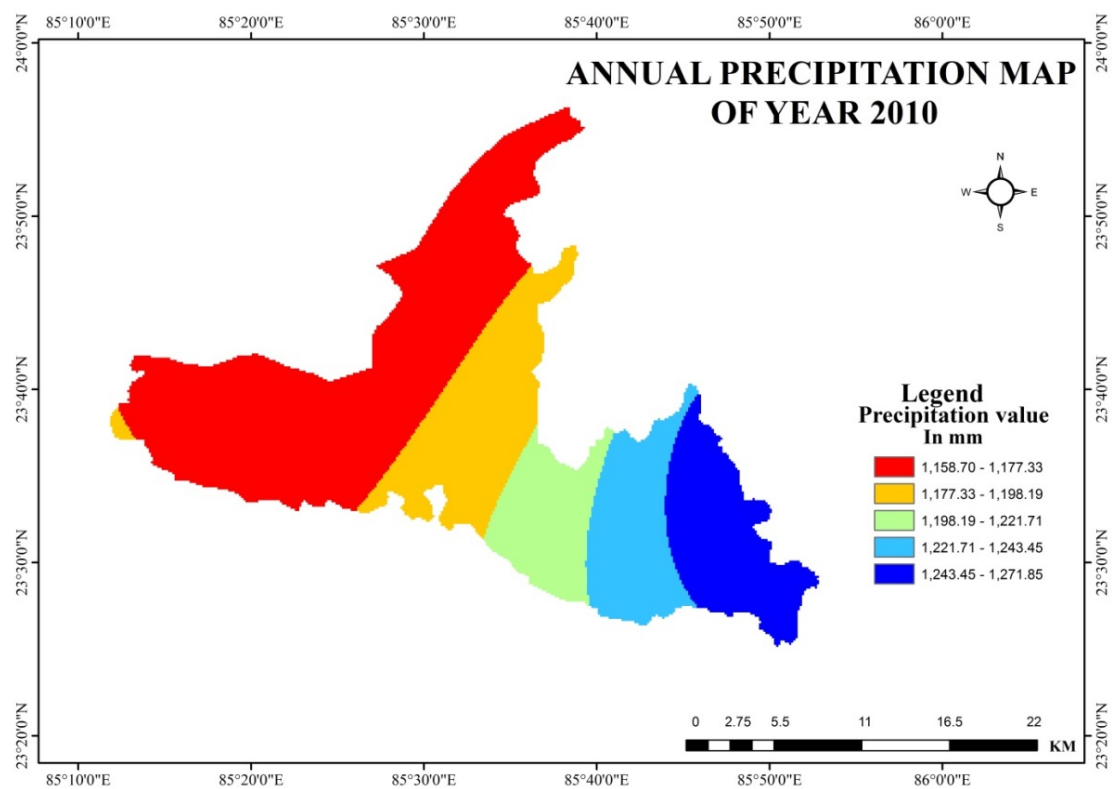 85°10'0"E 85°20'0"E 85°30'0"E 85°40'0"E 85°50'0"E 86°0'0"E
24°0'0"N 24°0'0"N
ANNUAL PRECIPITATION MAP
OF YEAR 2010
N
W E
S
23°50'0"N 23°50'0"N
23°40'0"N 23°40'0"N
Legend
Precipitation value
In mm
1,158.70 - 1,177.33
1,177.33 - 1,198.19
1,198.19 - 1,221.71
1,221.71 - 1,243.45
1,243.45 - 1,271.85
23°30'0"N 23°30'0"N
0 2.75 5.5 11 16.5 22
KM
23°20'0"N 23°20'0"N
85°10'0"E 85°20'0"E 85°30'0"E 85°40'0"E 85°50'0"E 86°0'0"E